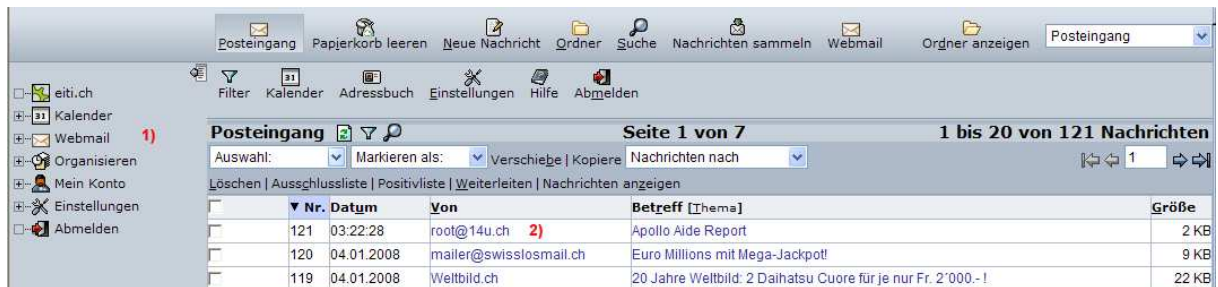 Posteingang Papierkorb leeren Neue Nachricht Ordner Suche Nachrichten sammeln Webmail Ordner anzeigen Posteingang
Filter 31 Kalender Adressbuch Einstellungen Hilfe Abmelden
eiti.ch
31 Kalender
Webmail 1)
Organisieren
Mein Konto
Einstellungen
Abmelden
Posteingang Seite 1 von 7 1 bis 20 von 121 Nachrichten
Auswahl: Markieren als: Verschiebe | Kopiere Nachrichten nach 1
Löschen | Ausschlussliste | Positivliste | Weiterleiten | Nachrichten anzeigen
Nr. Datum Von Betreff [Thema] Größe
121 03:22:28 root@14u.ch 2) Apollo Aide Report 2 KB
120 04.01.2008 mailer@swisslosmail.ch Euro Millions mit Mega-Jackpot! 9 KB
119 04.01.2008 Weltbild.ch 20 Jahre Weltbild: 2 Daihatsu Cuore für je nur Fr. 2´000.- ! 22 KB